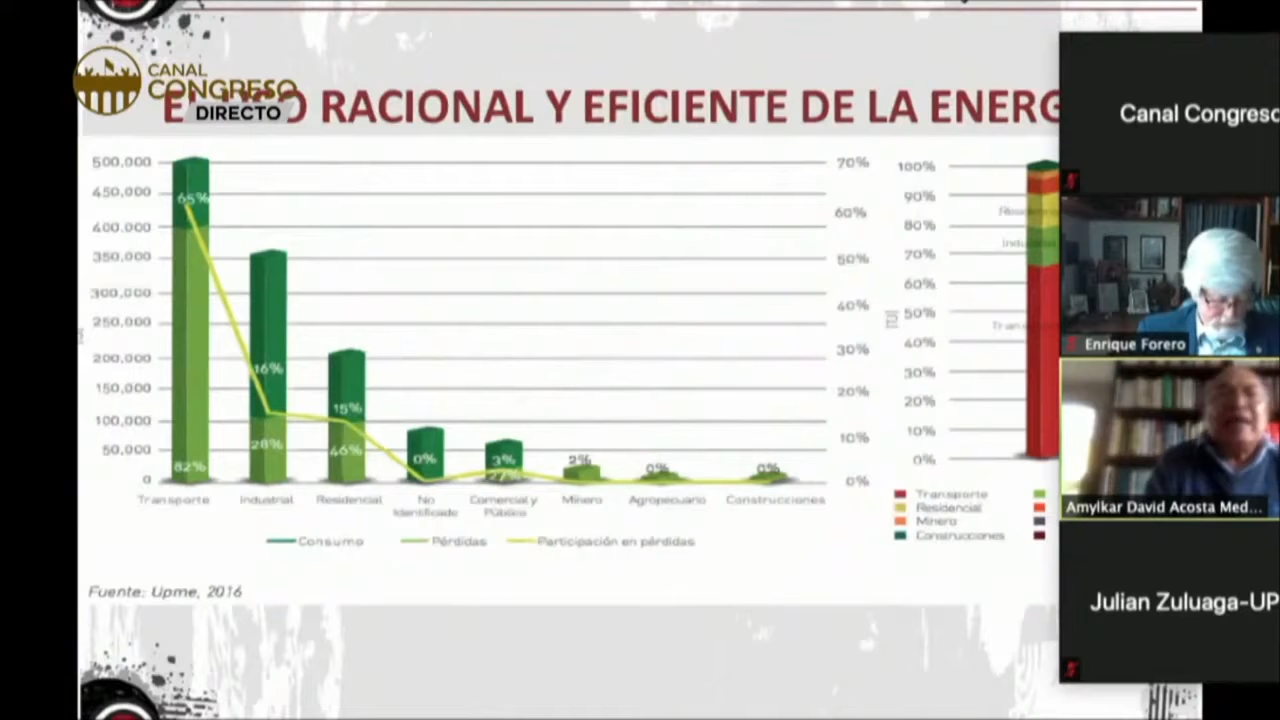 CANAL
CONGRESO
DIRECTO
RACIONAL Y EFICIENTE DE LA ENERG
500,000
450,000
400,000
350,000
300,000
250,000
200,000
150,000
100,000
50,000
0
65%
82%
16%
28%
15%
46%
0%
3%
27%
2%
0%
0%
Transporte
Industrial
Residencial
No
Identificado
Comercial y
Público
Minero
Agropecuario
Construcciones
70%
60%
50%
40%
30%
20%
10%
0%
Consumo
Pérdidas
Participación en pérdidas
Fuente: Upme, 2016
100%
90%
80%
70%
60%
50%
40%
30%
20%
10%
0%
[TJ]
Transporte
Residencial
Minero
Construcciones
Canal Congreso
Enrique Forero
Amylkar David Acosta Med...
Julian Zuluaga-UP